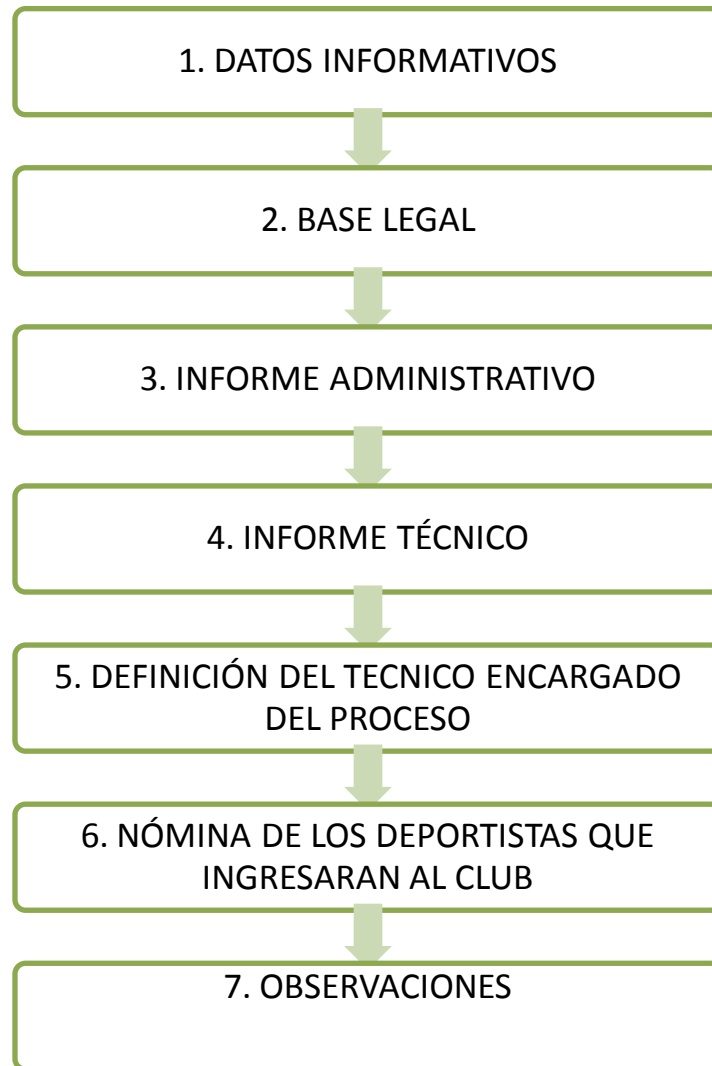 1. DATOS INFORMATIVOS
2. BASE LEGAL
3. INFORME ADMINISTRATIVO
4. INFORME TÉCNICO
5. DEFINICIÓN DEL TECNICO ENCARGADO
DEL PROCESO
6. NÓMINA DE LOS DEPORTISTAS QUE
INGRESARAN AL CLUB
7. OBSERVACIONES